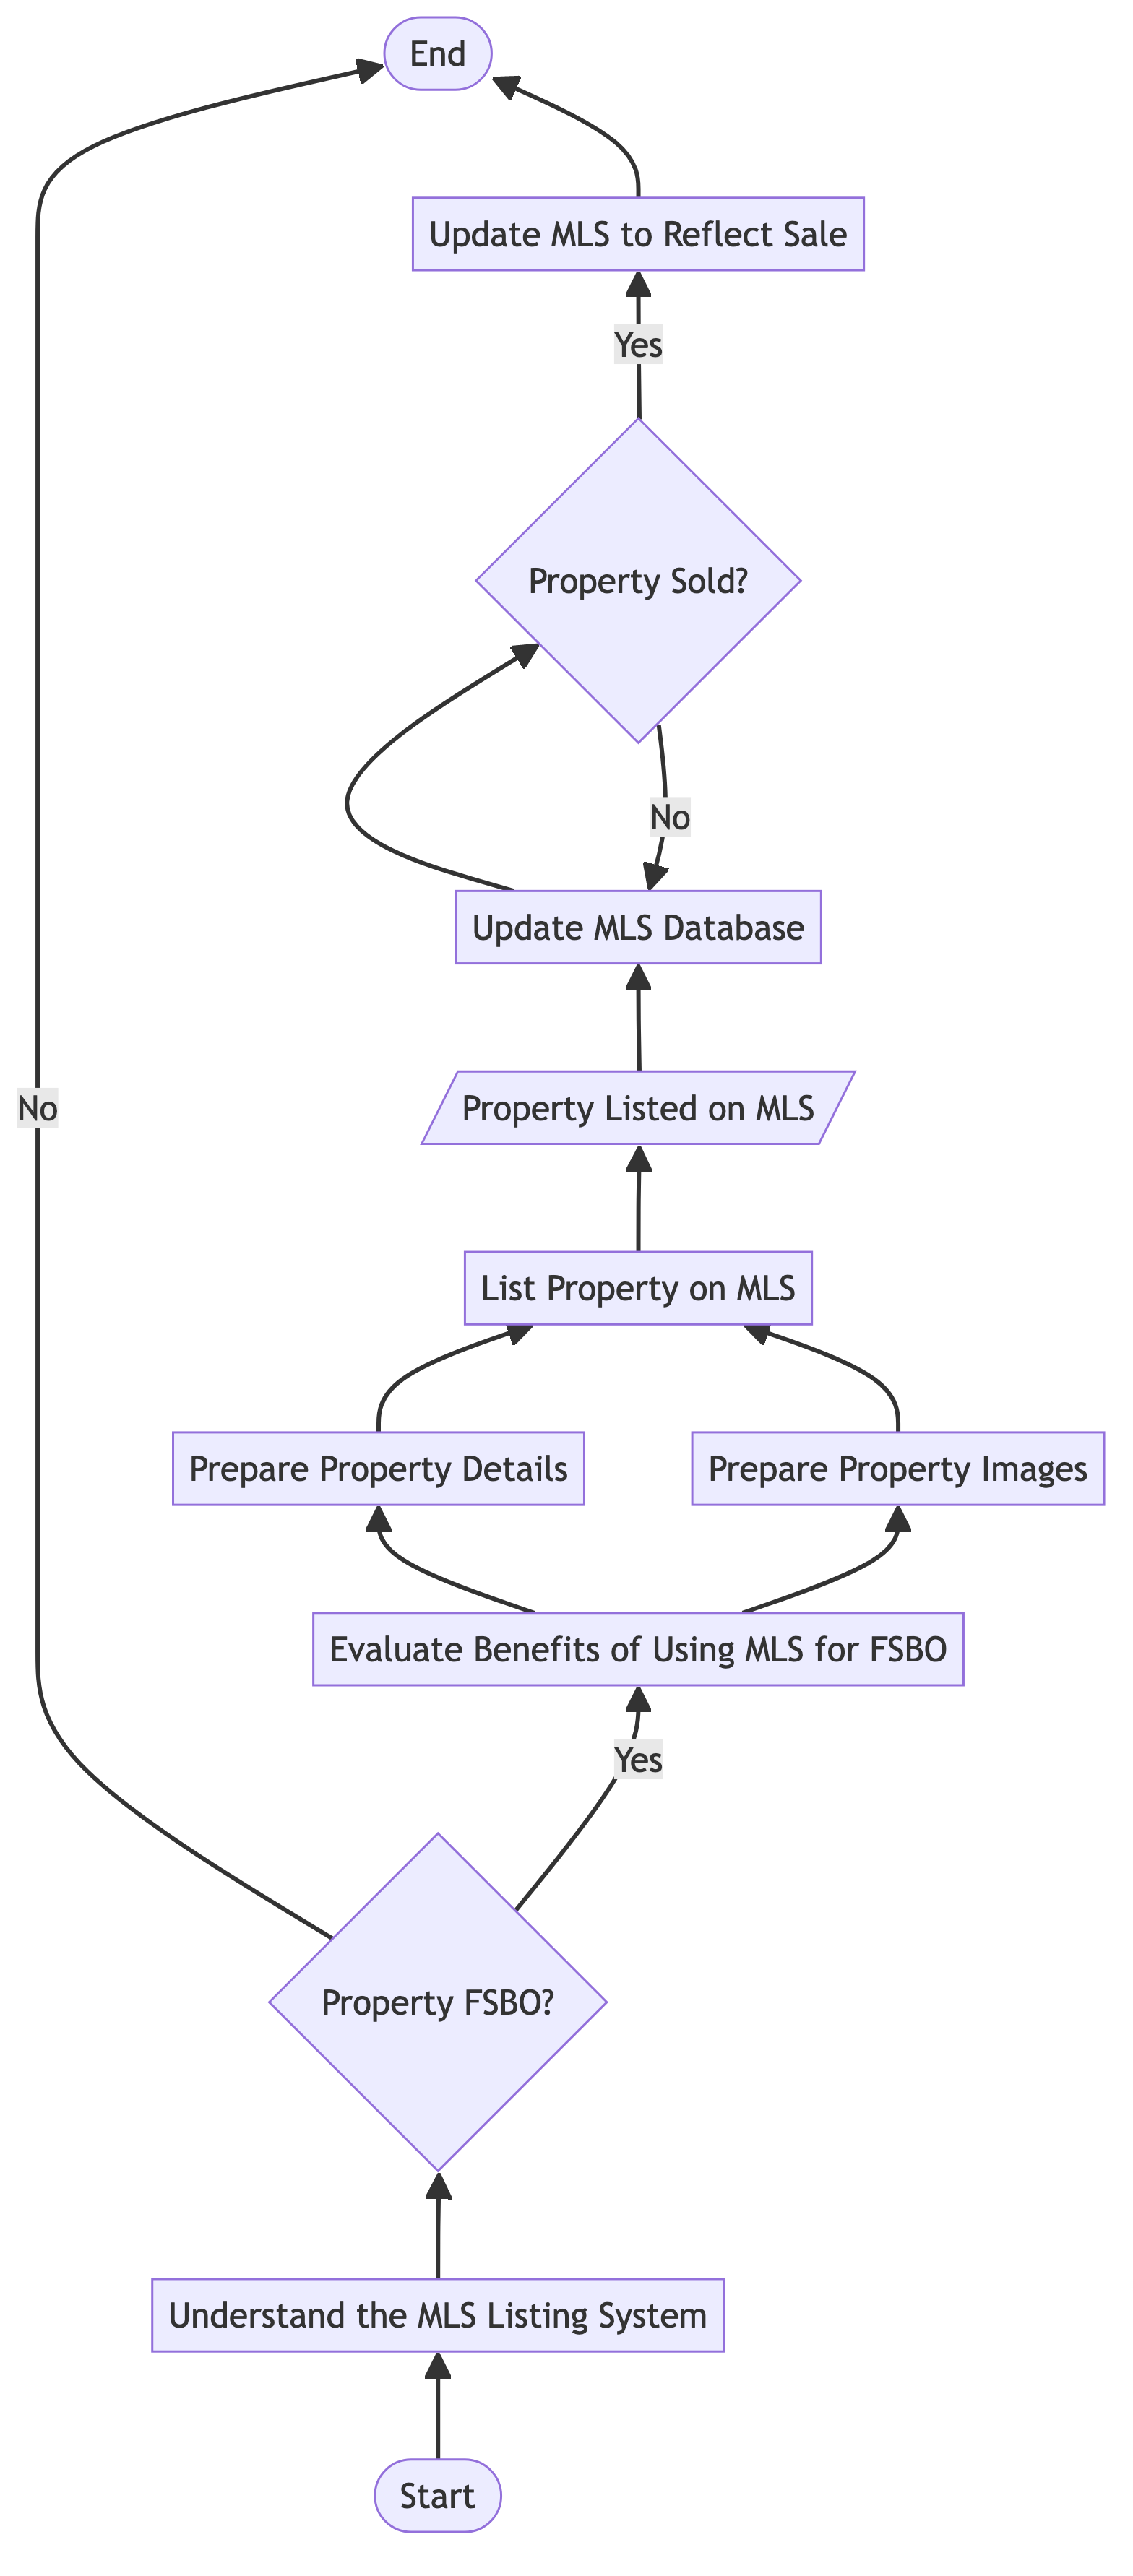 End
Update MLS to Reflect Sale
Yes
Property Sold?
No
Update MLS Database
No
Property Listed on MLS
List Property on MLS
Prepare Property Details
Prepare Property Images
Evaluate Benefits of Using MLS for FSBO
Yes
Property FSBO?
Understand the MLS Listing System
Start